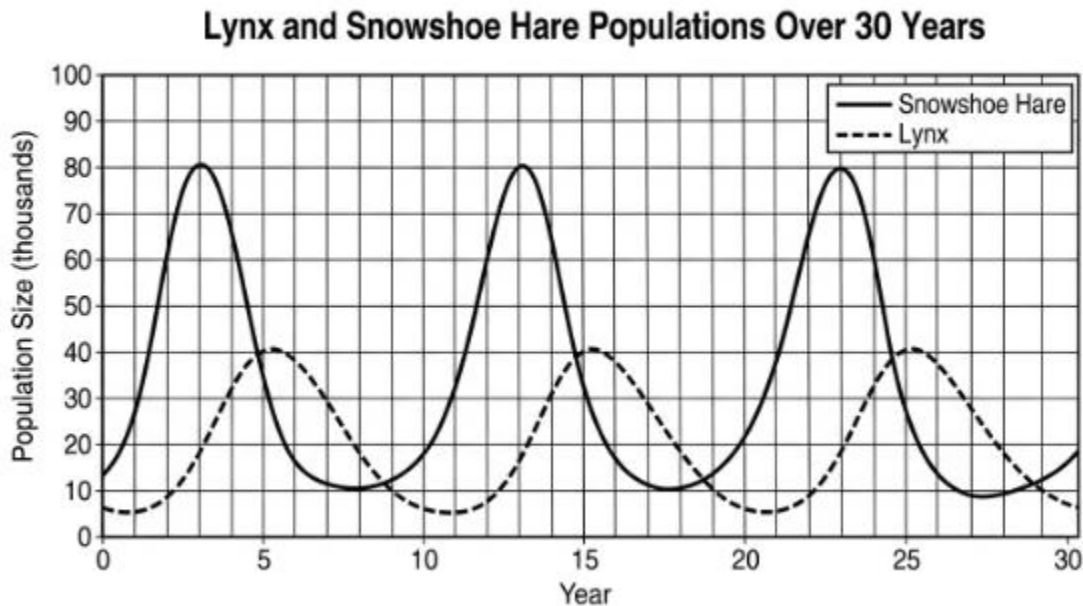 Lynx and Snowshoe Hare Populations Over 30 Years
Population Size (thousands)
100
90
80
70
60
50
40
30
20
10
0
Snowshoe Hare
Lynx
0 5 10 15 20 25 30
Year